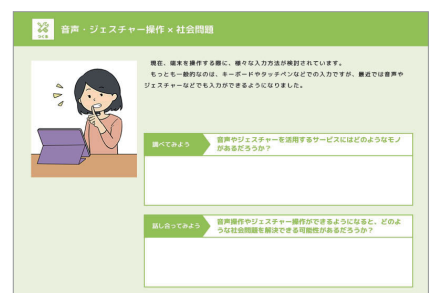 音声・ジェスチャー操作×社会問題
現在、端末を操作する際に、様々な入力方法が検討されています。
もっとも一般的なのは、キーボードやタッチペンなどでの入力ですが、最近では音声や
ジェスチャーなどでも入力ができるようになりました。
調べてみよう
音声やジェスチャーを活用するサービスにはどのようなモノ
があるだろうか？
話し合ってみよう
音声操作やジェスチャー操作ができるようになると、どのよ
うな社会問題を解決できる可能性があるだろうか？